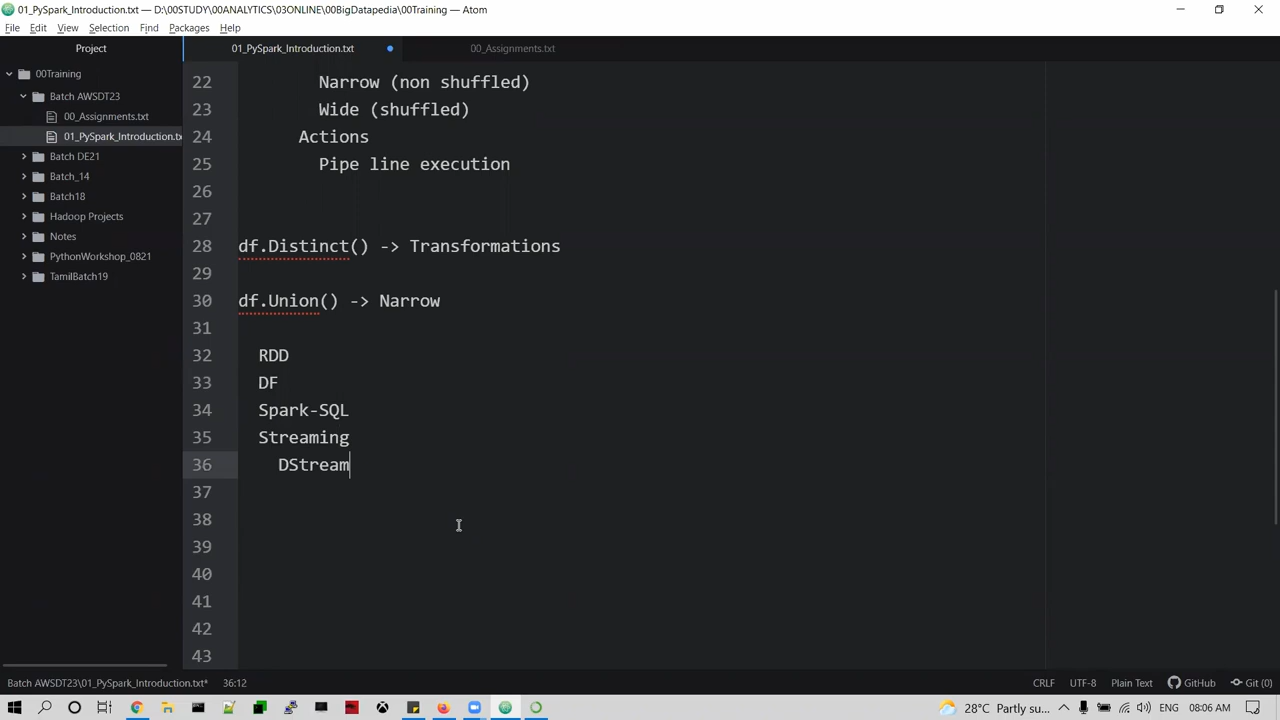 01_PySpark_Introduction.txt — D:\00STUDY\00ANALYTICS\03ONLINE\00BigDatapedia\00Training — Atom
File Edit View Selection Find Packages Help
Project
01_PySpark_Introduction.txt
00_Assignments.txt
00Training
Batch AWSDT23
00_Assignments.txt
01_PySpark_Introduction.tx
Batch DE21
Batch_14
Batch18
Hadoop Projects
Notes
PythonWorkshop_0821
TamilBatch19
22 Narrow (non shuffled)
23 Wide (shuffled)
24 Actions
25 Pipe line execution
26
27
28 df.Distinct() -> Transformations
29
30 df.Union() -> Narrow
31
32 RDD
33 DF
34 Spark-SQL
35 Streaming
36 DStream
37
38
39
40
41
42
43
Batch AWSDT23\01_PySpark_Introduction.txt* 36:12
CRLF UTF-8 Plain Text GitHub Git (0)
28°C Partly su... ENG 08:06 AM